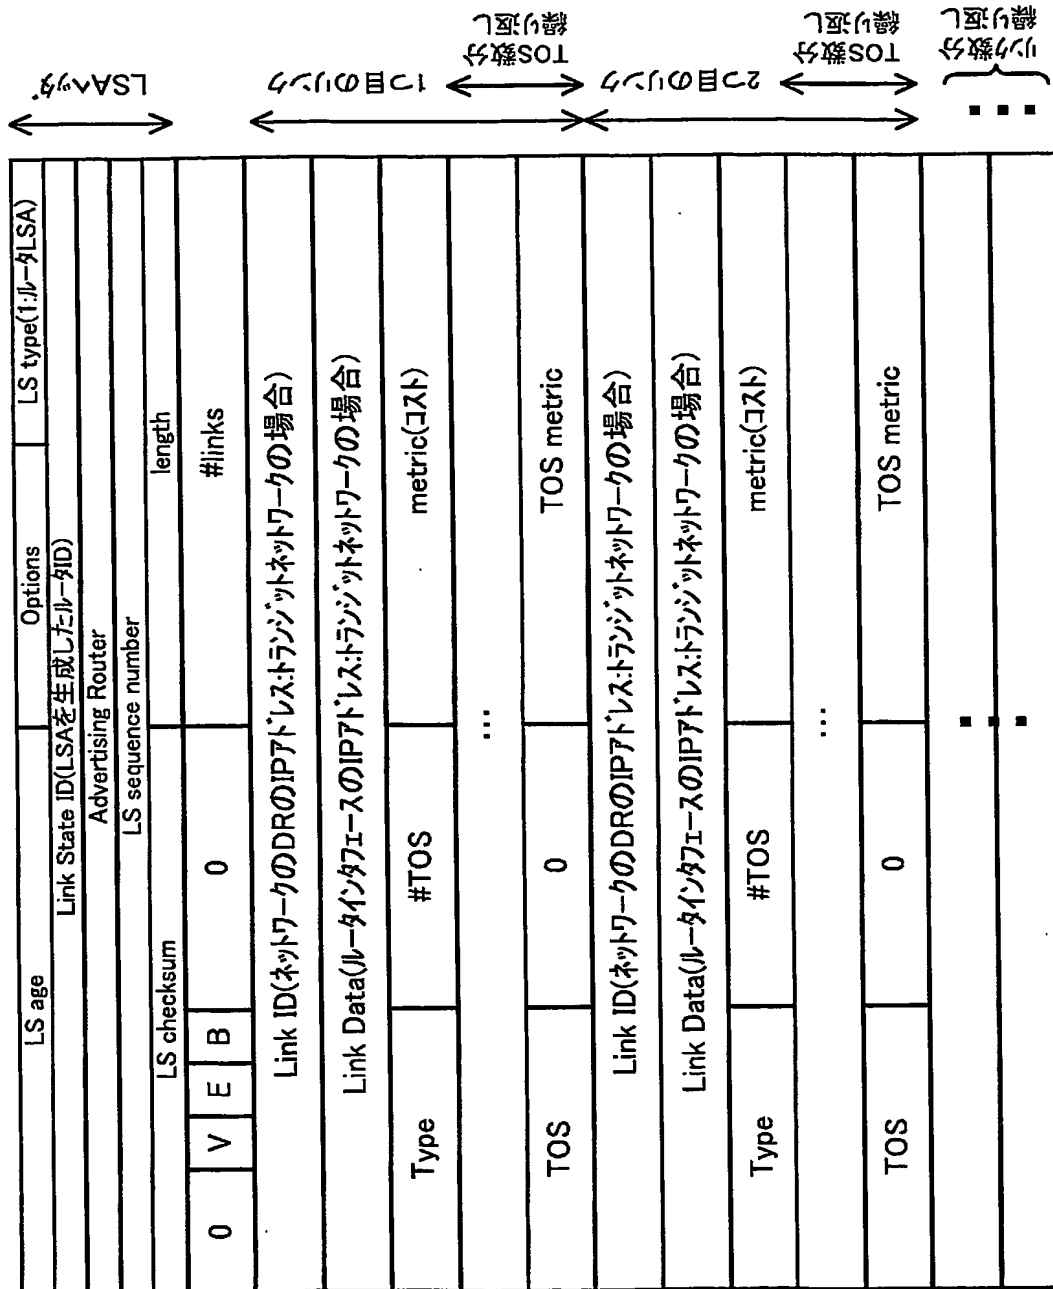 LS age Options LS type(1:ルータLSA)
Link State ID(LSAを生成したルータID)
Advertising Router
LS sequence number
LS checksum length
0 V E B 0 #links
Link ID(ネットワークのDRのIPアドレス:トランジットネットワークの場合)
Link Data(ルータインタフェースのIPアドレス:トランジットネットワークの場合)
Type #TOS metric(コスト)
...
TOS 0 TOS metric
Link ID(ネットワークのDRのIPアドレス:トランジットネットワークの場合)
Link Data(ルータインタフェースのIPアドレス:トランジットネットワークの場合)
Type #TOS metric(コスト)
...
TOS 0 TOS metric
LSAヘッダ
1つ目のリンク
TOS数分
繰り返し
2つ目のリンク
TOS数分
繰り返し
リンク数分
繰り返し